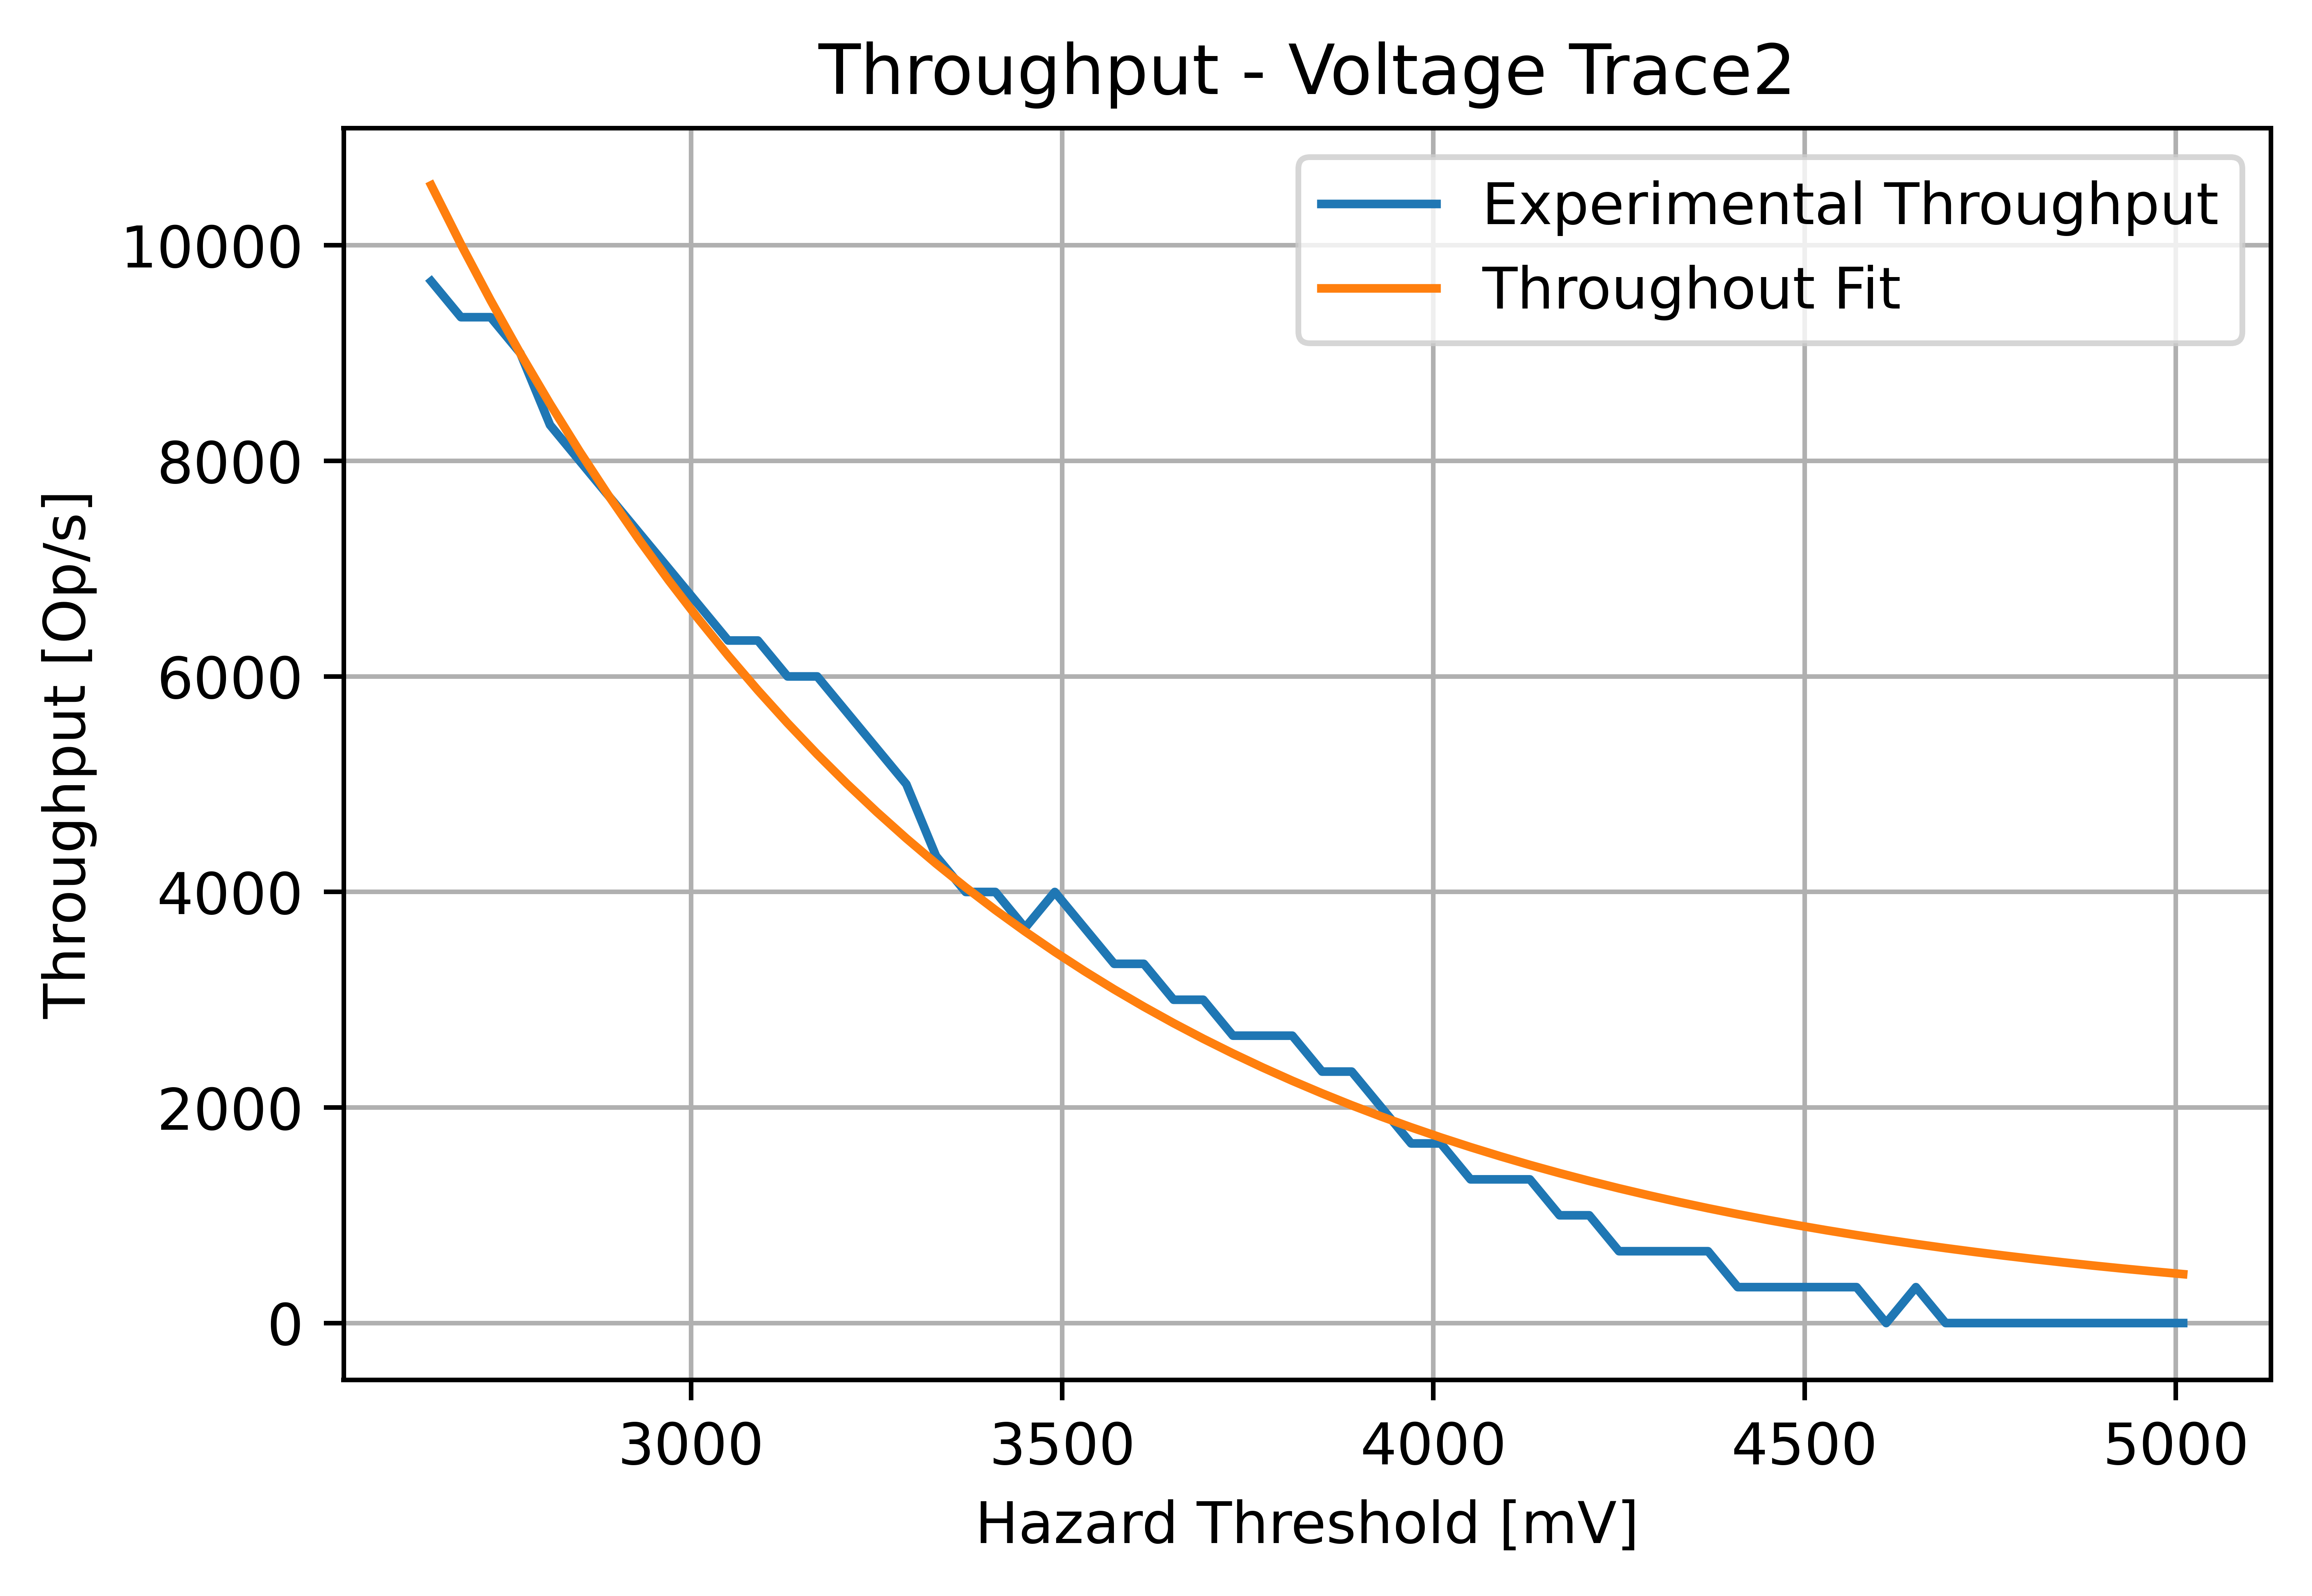 Throughput - Voltage Trace2
Experimental Throughput
Throughout Fit
Throughput [Op/s]
10000
8000
6000
4000
2000
0
3000 3500 4000 4500 5000
Hazard Threshold [mV]